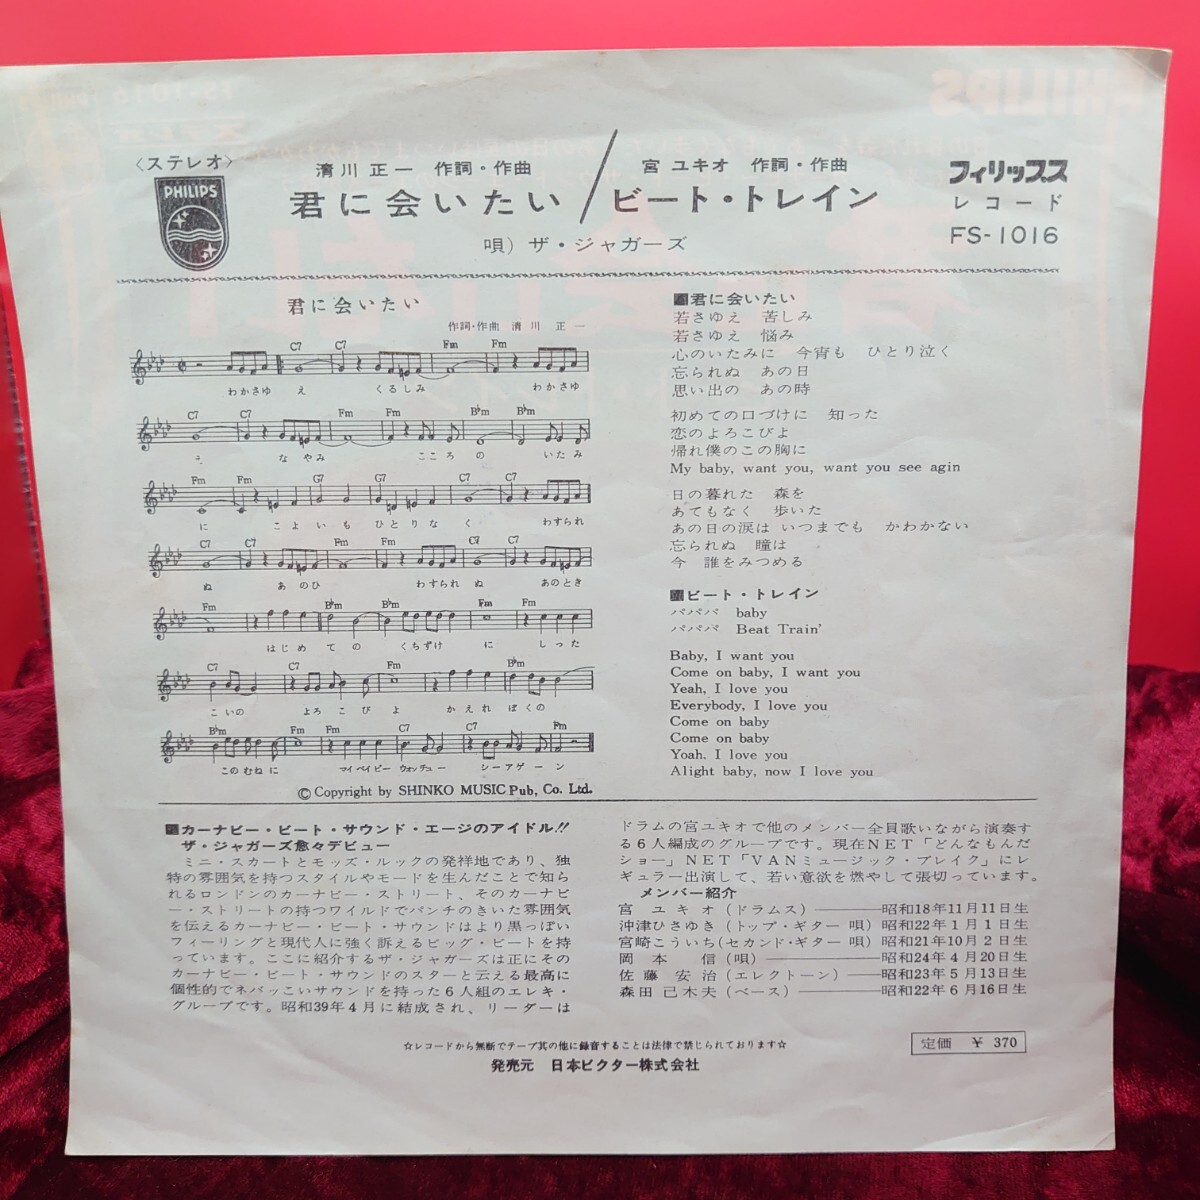 〈ステレオ〉
PHILIPS
清川 正一 作詞・作曲
君に会いたい
宮 ユキオ 作詞・作曲
ビート・トレイン
唄) ザ・ジャガーズ
フィリップス
レコード
FS-1016
君に会いたい
作詞・作曲 清川 正一
C7 C7 Fm Fm
わかさゆ え くるしみ わかさゆ
C7 C7 Fm Fm B♭m B♭m
え なやみ こころ の いたみ
Fm Fm G7 G7 C7 C7
に こ よ い も ひ と り な く わすられ
C7 C7 Fm Fm C7 C7
ぬ あ の ひ わすられ ぬ あのとき
Fm B♭m B♭m Fm Fm
は じ め て の くちずけ に し っ た
C7 C7 Fm B♭m
こ い の よ ろ こ び よ か え れ ぼ く の
B♭m Fm Fm C7 C7 Fm
この むね に マイ ベイ ビー ウォッチュー シーアゲーン
© Copyright by SHINKO MUSIC Pub, Co. Ltd.
君に会いたい
若さゆえ 苦しみ
若さゆえ 悩み
心のいたみに 今宵も ひとり泣く
忘られぬ あの日
思い出の あの時
初めての口づけに 知った
恋のよろこびよ
帰れ僕のこの胸に
My baby, want you, want you see agin
日の暮れた 森を
あてもなく 歩いた
あの日の涙は いつまでも かわかない
忘られぬ 瞳は
今 誰をみつめる
ビート・トレイン
パパパ baby
パパパ Beat Train'
Baby, I want you
Come on baby, I want you
Yeah, I love you
Everybody, I love you
Come on baby
Come on baby
Yoah. I love you
Alight baby, now I love you
カーナビー・ビート・サウンド・エージのアイドル!!
ザ・ジャガーズ愈々デビュー
ミニ・スカートとモッズ・ルックの発祥地であり、独
特の雰囲気を持つスタイルやモードを生んだことで知ら
れるロンドンのカーナビー・ストリート、そのカーナビ
ー・ストリートの持つワイルドでパンチのきいた雰囲気
を伝えるカーナビー・ビート・サウンドはより黒っぽい
フィーリングと現代人に強く訴えるビッグ・ビートを持
っています。ここに紹介するザ・ジャガーズは正にその
カーナビー・ビート・サウンドのスターと云える最高に
個性的でネバッこいサウンドを持った6人組のエレキ・
グループです。昭和39年4月に結成され、リーダーは
ドラムの宮ユキオで他のメンバー全員歌いながら演奏す
る6人編成のグループです。現在NET「どんなもんだ
ショー」NET「VANミュージック・ブレイク」にレ
ギュラー出演して、若い意欲を燃やして張切っています。
メンバー紹介
宮 ユキオ(ドラムス)―――昭和18年11月11日生
沖津ひさゆき(トップ・ギター 唄)昭和22年1月1日生
宮崎こういち(セカンド・ギター 唄)昭和21年10月2日生
岡本 信(唄)―――昭和24年4月20日生
佐藤 安治(エレクトーン)――昭和23年5月13日生
森田 己木夫(ベース)―――昭和22年6月16日生
☆レコードから無断でテープ其の他に録音することは法律で禁じられております☆
発売元 日本ビクター株式会社
定価 ¥ 370
PHILIPS
FS-1016